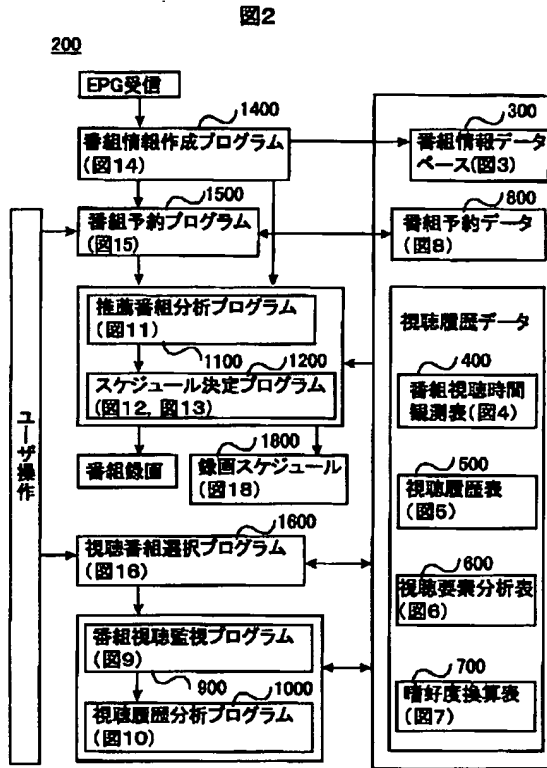 図2
200
EPG受信
1400
番組情報作成プログラム
(図14)
300
番組情報データ
ベース(図3)
1500
番組予約プログラム
(図15)
800
番組予約データ
(図8)
推薦番組分析プログラム
(図11)
1100
1200
スケジュール決定プログラム
(図12, 図13)
番組録画
1800
録画スケジュール
(図18)
ユーザ操作
1600
視聴番組選択プログラム
(図16)
番組視聴監視プログラム
(図9)
900
1000
視聴履歴分析プログラム
(図10)
視聴履歴データ
400
番組視聴時間
観測表(図4)
500
視聴履歴表
(図5)
600
視聴要素分析表
(図6)
700
嗜好度換算表
(図7)